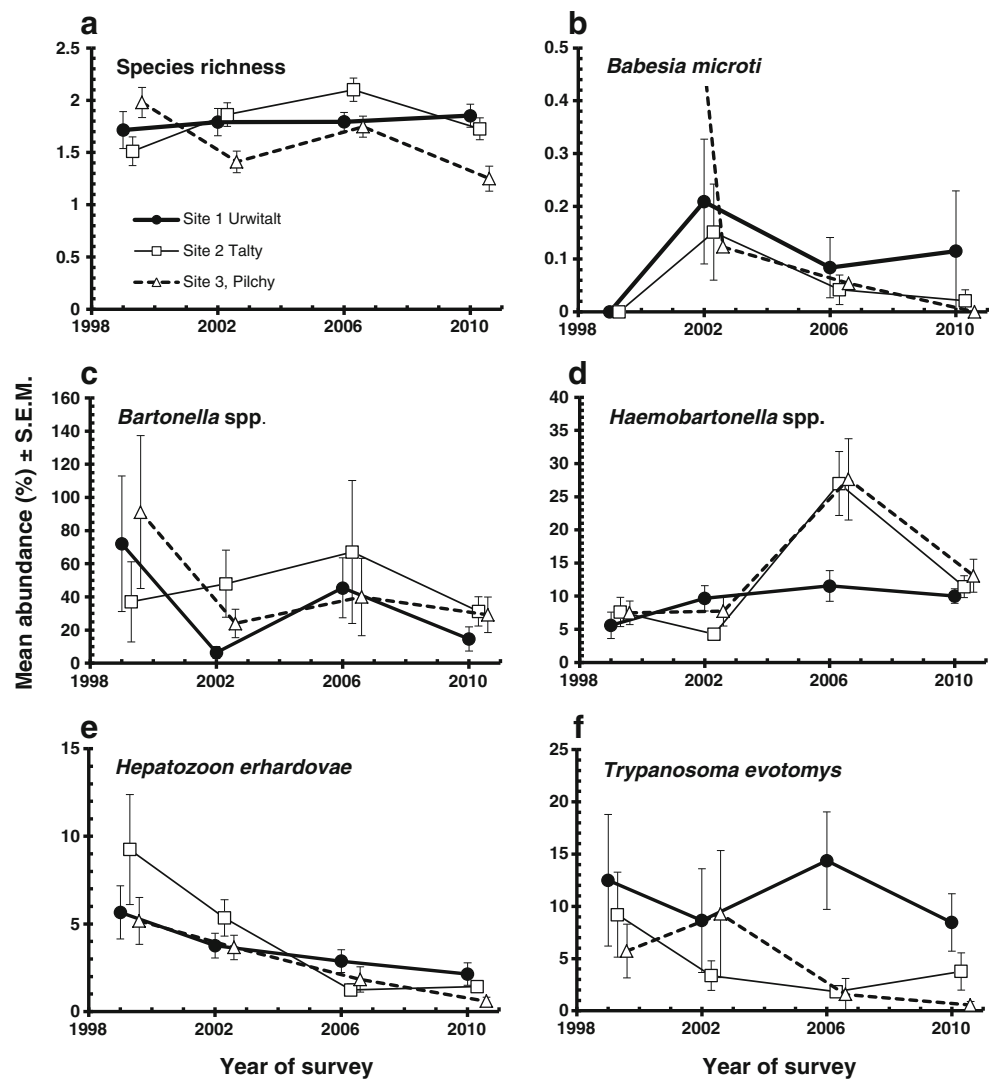 a
Species richness
2.5
2
1.5
1
0.5
0
Site 1 Urwitalt
Site 2 Talty
Site 3, Pilchy
1998 2002 2006 2010
b
Babesia microti
0.5
0.4
0.3
0.2
0.1
0
1998 2002 2006 2010
Mean abundance (%) ± S.E.M.
c
Bartonella spp.
160
140
120
100
80
60
40
20
0
1998 2002 2006 2010
d
Haemobartonella spp.
40
35
30
25
20
15
10
5
0
1998 2002 2006 2010
e
Hepatozoon erhardovae
15
10
5
0
1998 2002 2006 2010
Year of survey
f
Trypanosoma evotomys
25
20
15
10
5
0
1998 2002 2006 2010
Year of survey